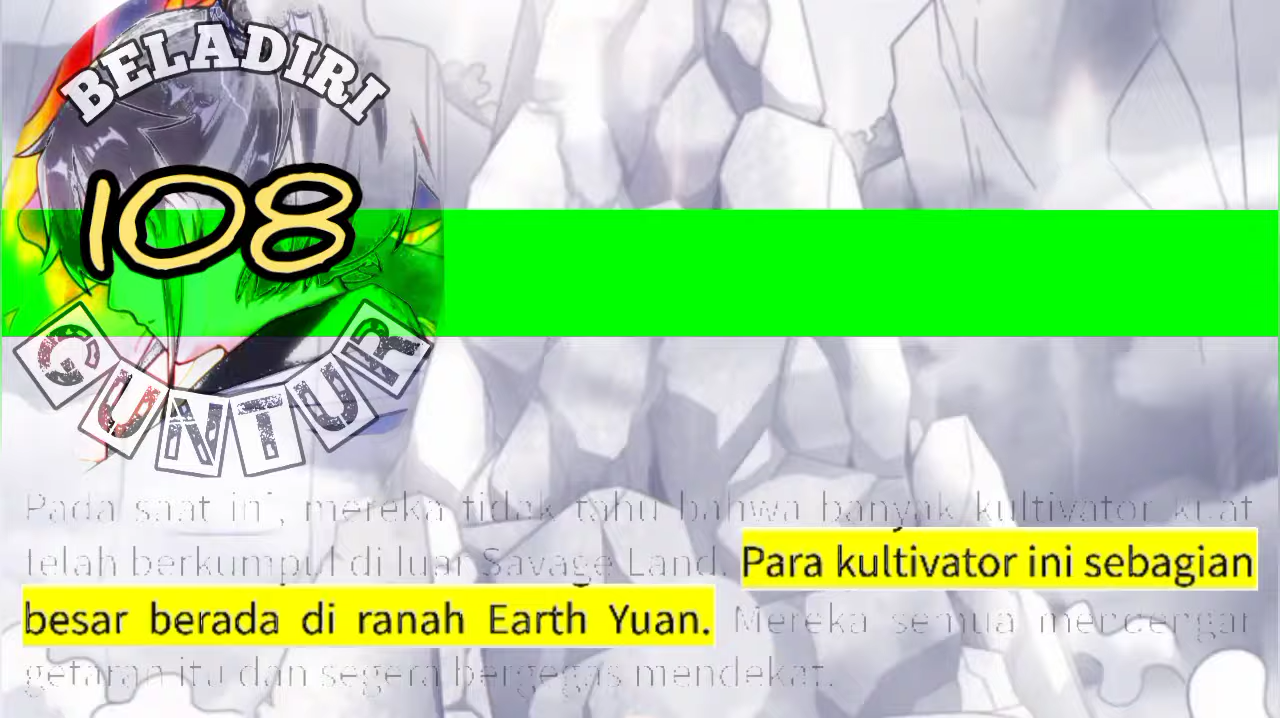 BELADIRI
108
GUNTUR
Pada saat ini, mereka tidak tahu bahwa banyak kultivator kuat
telah berkumpul di luar Savage Land. Para kultivator ini sebagian
besar berada di ranah Earth Yuan. Mereka semua mendengar
getaran itu dan segera bergegas mendekat.